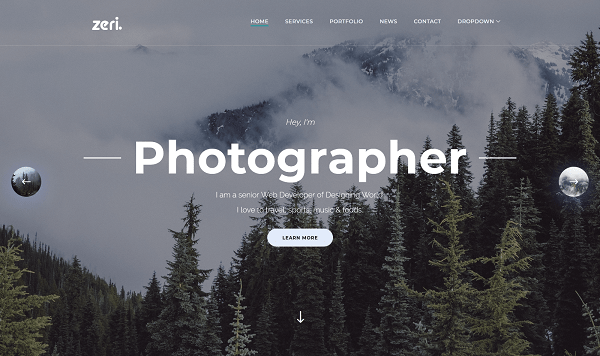 zeri.
HOME SERVICES PORTFOLIO NEWS CONTACT DROPDOWN
Hey, I'm
Photographer
I am a senior Web Developer of Designing World.
I love to travel, sports, music & foods.
LEARN MORE